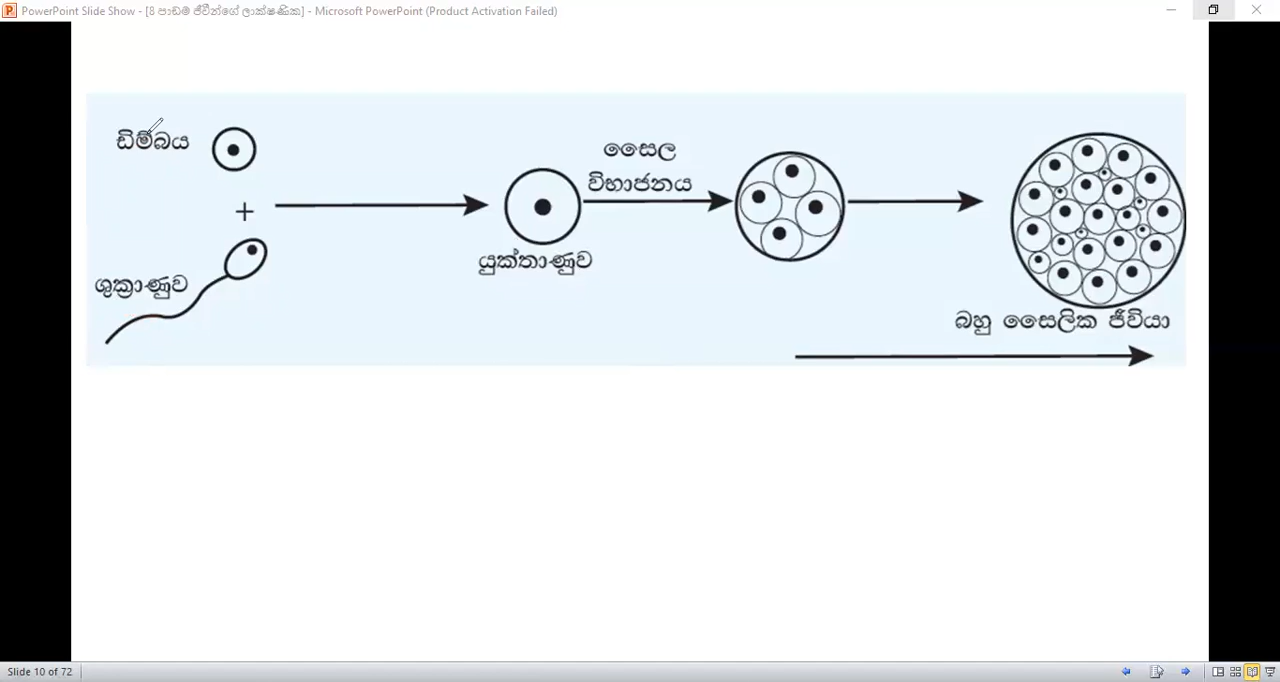 PowerPoint Slide Show - [8 පාඩම ජීවීන්ගේ ලාක්ෂණික] - Microsoft PowerPoint (Product Activation Failed)
ඩිම්බය
+
ශුක්‍රාණුව
යුක්තාණුව
සෛල
විභාජනය
බහු සෛලික ජීවියා
Slide 10 of 72